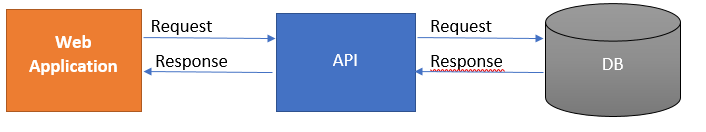 Request
Request
Web
Application
Response
API
Response
DB